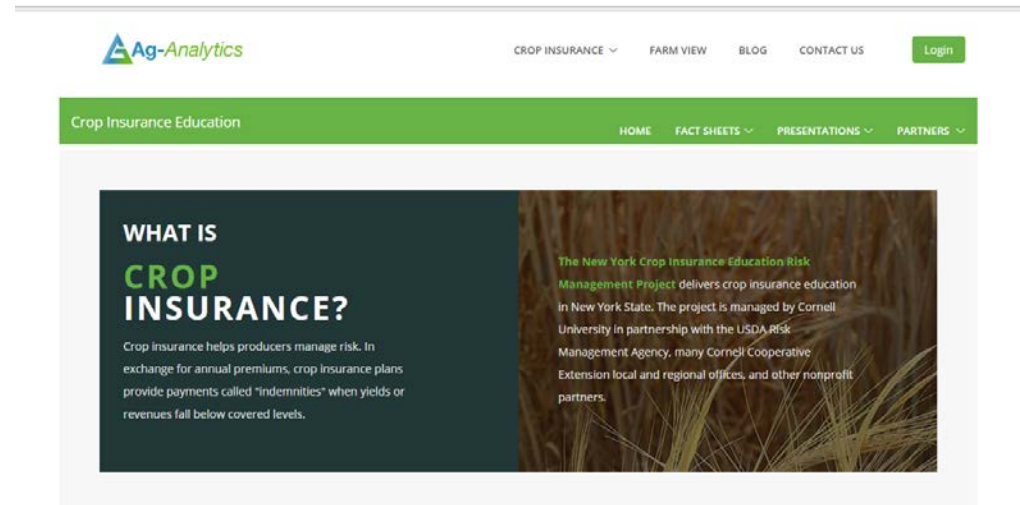 Ag-Analytics
CROP INSURANCE FARM VIEW BLOG CONTACT US Login
Crop Insurance Education
HOME FACT SHEETS PRESENTATIONS PARTNERS
WHAT IS
CROP
INSURANCE?
Crop insurance helps producers manage risk. In
exchange for annual premiums, crop insurance plans
provide payments called "indemnities" when yields or
revenues fall below covered levels.
The New York Crop Insurance Education Risk
Management Project delivers crop insurance education
in New York State. The project is managed by Cornell
University in partnership with the USDA Risk
Management Agency, many Cornell Cooperative
Extension local and regional offices, and other nonprofit
partners.